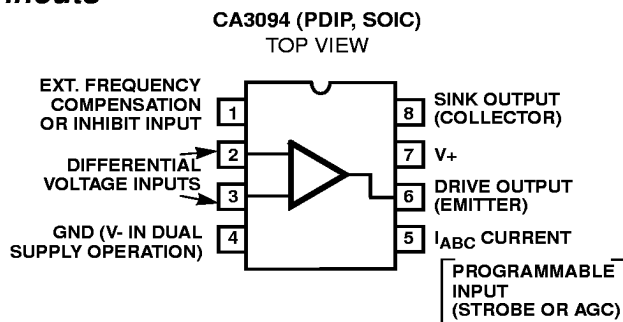 Inputs
CA3094 (PDIP, SOIC)
TOP VIEW
EXT. FREQUENCY
COMPENSATION
OR INHIBIT INPUT
DIFFERENTIAL
VOLTAGE INPUTS
GND (V- IN DUAL
SUPPLY OPERATION)
1
2
3
4
8
7
6
5
SINK OUTPUT
(COLLECTOR)
V+
DRIVE OUTPUT
(EMITTER)
IABC CURRENT
PROGRAMMABLE
INPUT
(STROBE OR AGC)